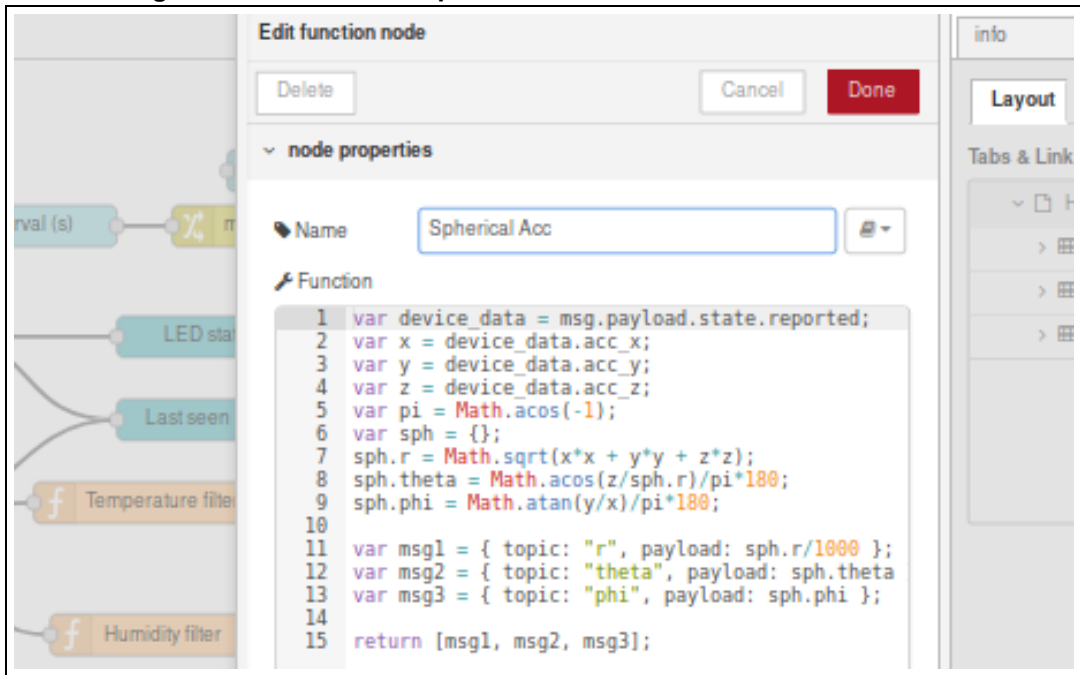 Edit function node
info
Delete
Cancel
Done
Layout
node properties
Tabs & Link
rval (s)
Name
Spherical Acc
Function
1 var device_data = msg.payload.state.reported;
2 var x = device_data.acc_x;
3 var y = device_data.acc_y;
4 var z = device_data.acc_z;
5 var pi = Math.acos(-1);
6 var sph = {};
7 sph.r = Math.sqrt(x*x + y*y + z*z);
8 sph.theta = Math.acos(z/sph.r)/pi*180;
9 sph.phi = Math.atan(y/x)/pi*180;
10
11 var msg1 = { topic: "r", payload: sph.r/1000 };
12 var msg2 = { topic: "theta", payload: sph.theta
13 var msg3 = { topic: "phi", payload: sph.phi };
14
15 return [msg1, msg2, msg3];
LED sta
Last seen
Temperature filte
Humidity filter